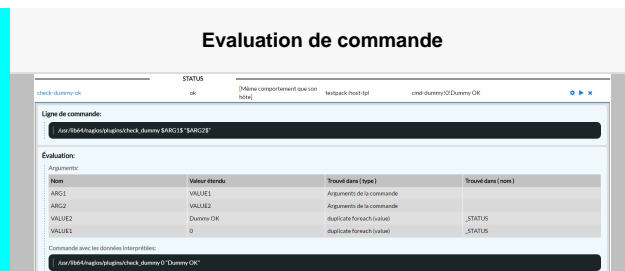 Evaluation de commande
STATUS
check-dummy-ok ok [Même comportement que son hôte] testpack-host-tpl cmd-dummy!0!Dummy OK
Ligne de commande:
/usr/lib64/nagios/plugins/check_dummy $ARG1$ "$ARG2$"
Évaluation:
Arguments:
Nom Valeur étendu Trouvé dans ( type ) Trouvé dans ( nom )
ARG1 VALUE1 Arguments de la commande
ARG2 VALUE2 Arguments de la commande
VALUE2 Dummy OK duplicate foreach (value) _STATUS
VALUE1 0 duplicate foreach (value) _STATUS
Commande avec les données interprétées:
/usr/lib64/nagios/plugins/check_dummy 0 "Dummy OK"